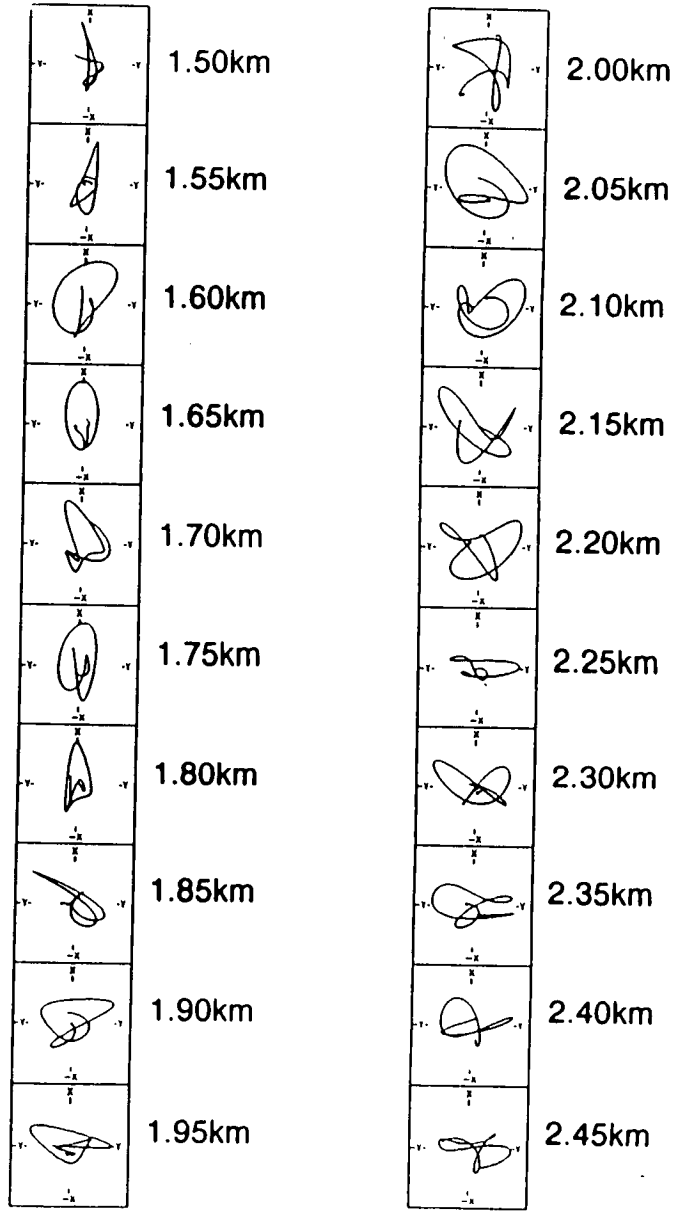 X
Y- -Y
-X
1.50km
X
-Y
-X
1.55km
X
-Y- -Y
-X
1.60km
X
-Y- -Y
-X
1.65km
X
-Y- -Y
-X
1.70km
X
-Y- -Y
-X
1.75km
X
-Y- -Y
-X
1.80km
X
-Y- -Y
-X
1.85km
X
-Y- -Y
-X
1.90km
X
-Y- -Y
-X
1.95km
X
-Y- -Y
-X
2.00km
X
-Y- -Y
-X
2.05km
X
-Y- -Y
-X
2.10km
X
-Y- -Y
-X
2.15km
X
-Y- -Y
-X
2.20km
X
-Y- -Y
-X
2.25km
X
-Y- -Y
-X
2.30km
X
-Y- -Y
-X
2.35km
X
-Y- -Y
-X
2.40km
X
-Y- -Y
-X
2.45km